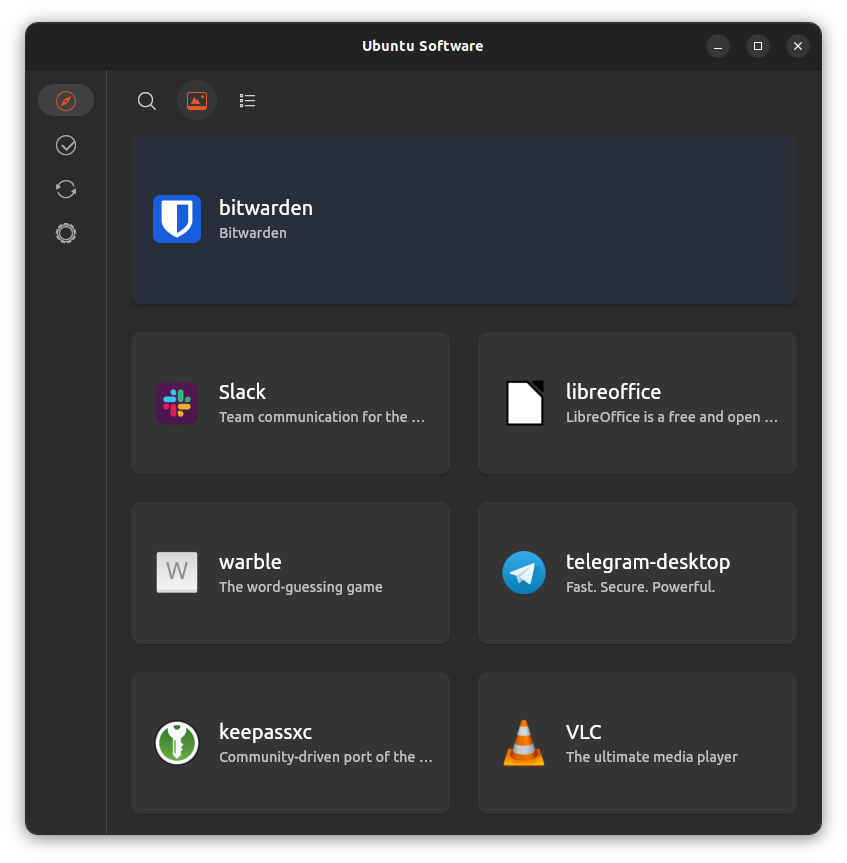 Ubuntu Software
bitwarden
Bitwarden
Slack
Team communication for the …
libreoffice
LibreOffice is a free and open …
W
warble
The word-guessing game
telegram-desktop
Fast. Secure. Powerful.
keepassxc
Community-driven port of the …
VLC
The ultimate media player